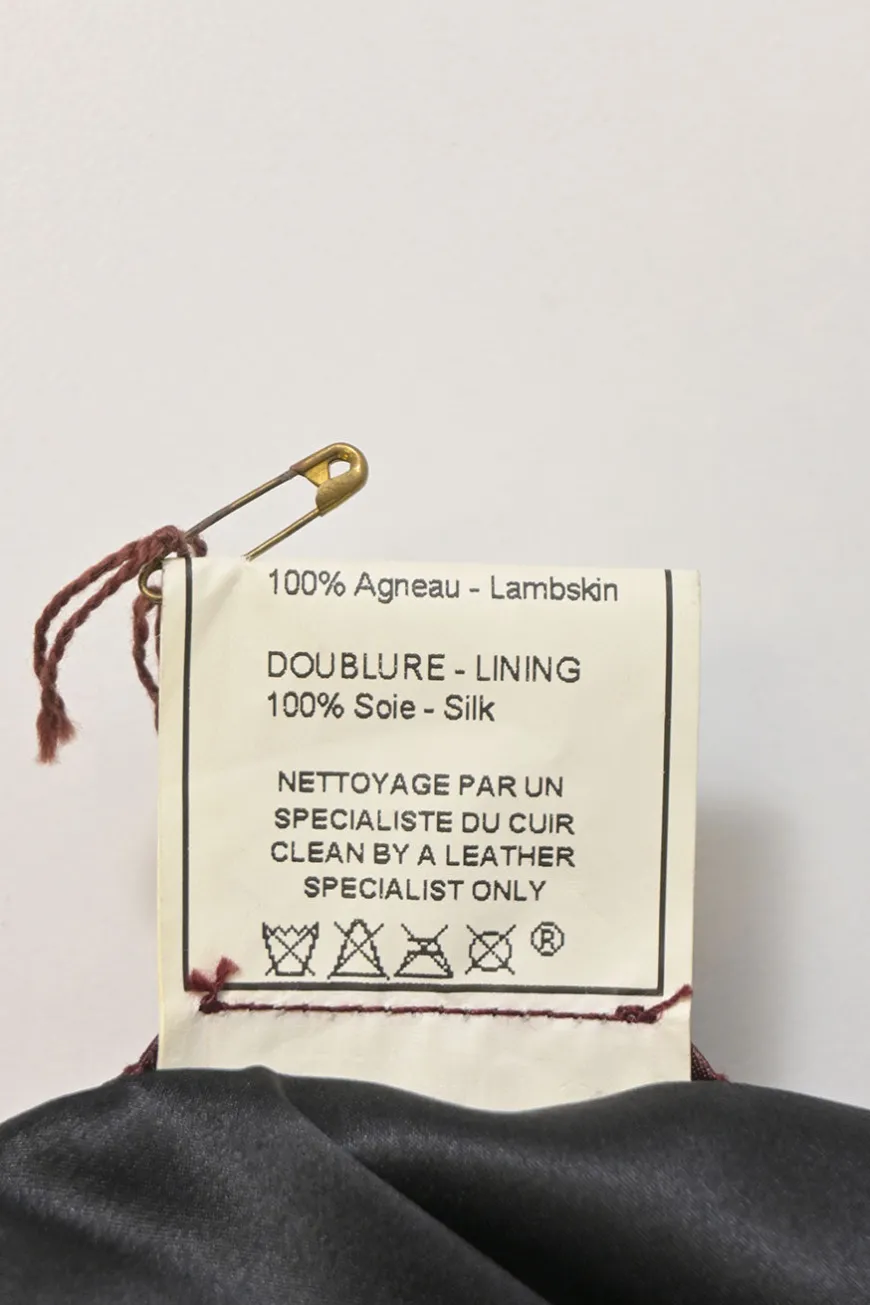 100% Agneau - Lambskin
DOUBLURE - LINING
100% Soie - Silk
NETTOYAGE PAR UN
SPECIALISTE DU CUIR
CLEAN BY A LEATHER
SPECIALIST ONLY
®